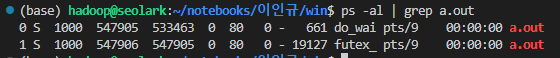 (base) hadoop@seolark:~/notebooks/이인규/win$ ps -al | grep a.out
0 S  1000  547905  533463  0  80   0 -   661 do_wai pts/9    00:00:00 a.out
1 S  1000  547906  547905  0  80   0 - 19127 futex_ pts/9    00:00:00 a.out